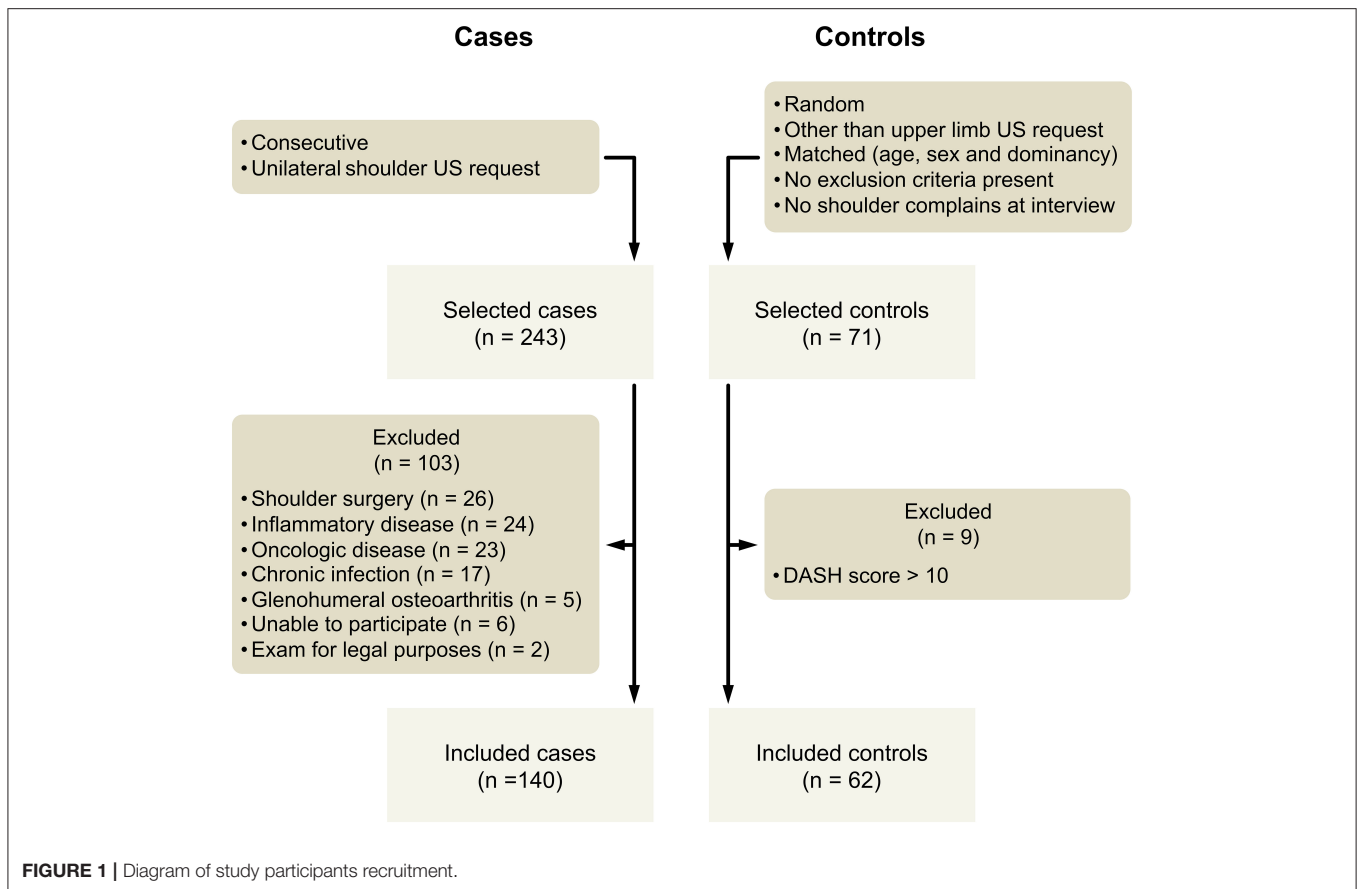 Cases
• Consecutive
• Unilateral shoulder US request
Selected cases
(n = 243)
Excluded
(n = 103)
• Shoulder surgery (n = 26)
• Inflammatory disease (n = 24)
• Oncologic disease (n = 23)
• Chronic infection (n = 17)
• Glenohumeral osteoarthritis (n = 5)
• Unable to participate (n = 6)
• Exam for legal purposes (n = 2)
Included cases
(n =140)
Controls
• Random
• Other than upper limb US request
• Matched (age, sex and dominancy)
• No exclusion criteria present
• No shoulder complains at interview
Selected controls
(n = 71)
Excluded
(n = 9)
• DASH score > 10
Included controls
(n = 62)
FIGURE 1 | Diagram of study participants recruitment.